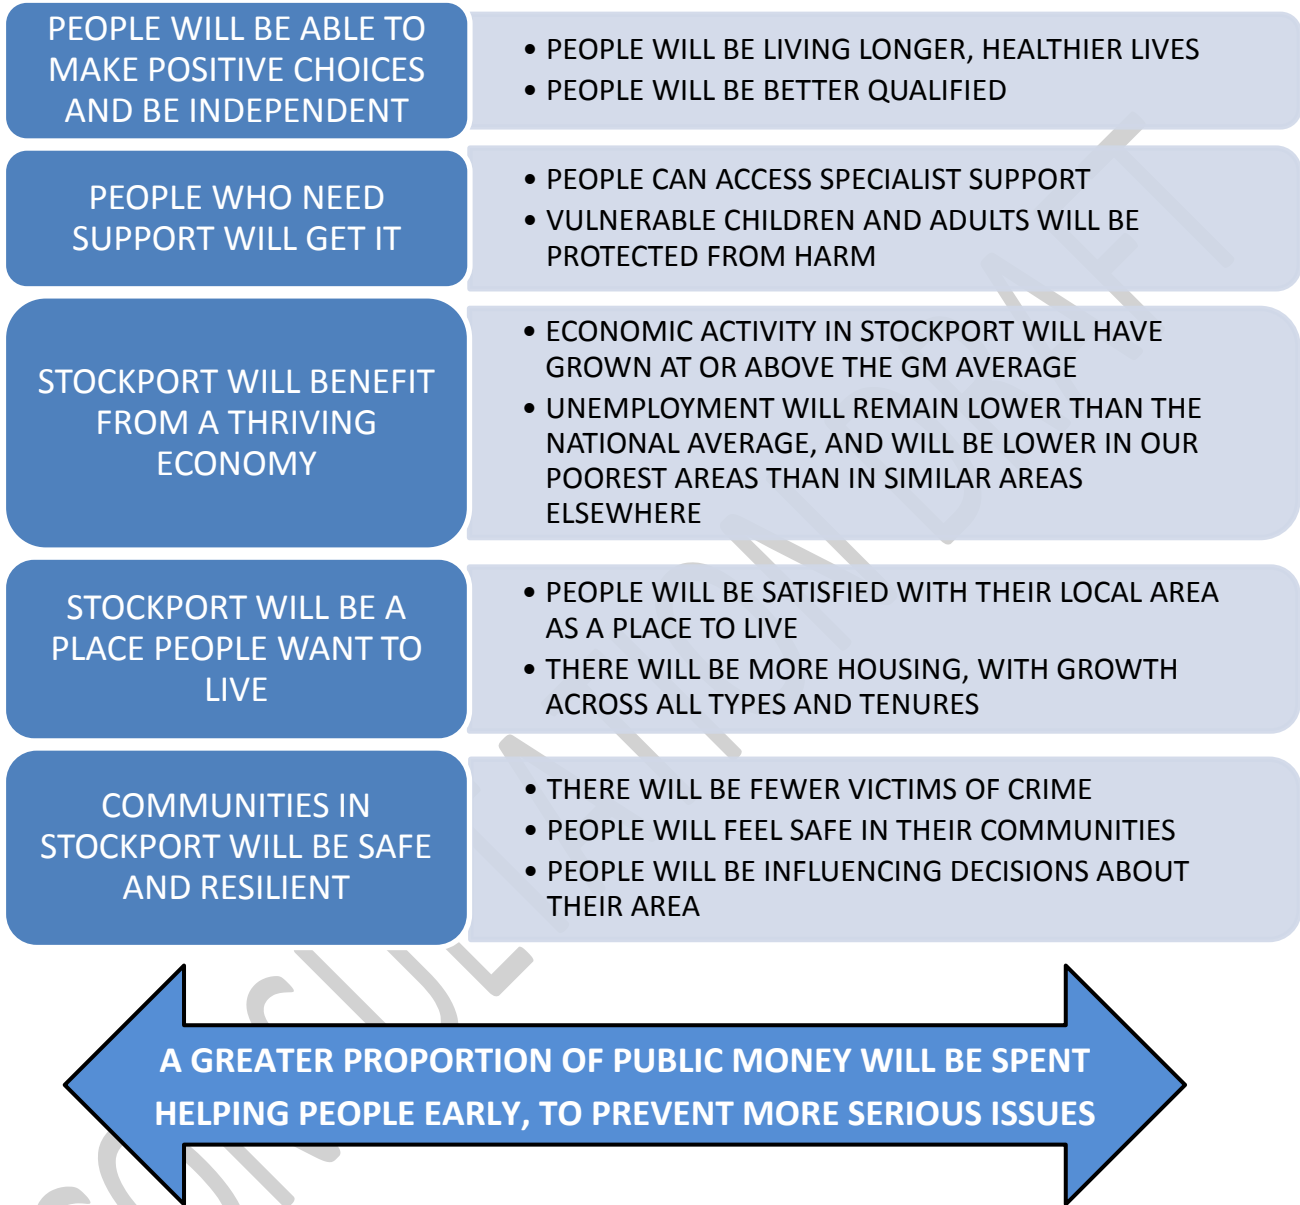 PEOPLE WILL BE ABLE TO
MAKE POSITIVE CHOICES
AND BE INDEPENDENT
• PEOPLE WILL BE LIVING LONGER, HEALTHIER LIVES
• PEOPLE WILL BE BETTER QUALIFIED
PEOPLE WHO NEED
SUPPORT WILL GET IT
• PEOPLE CAN ACCESS SPECIALIST SUPPORT
• VULNERABLE CHILDREN AND ADULTS WILL BE
PROTECTED FROM HARM
STOCKPORT WILL BENEFIT
FROM A THRIVING
ECONOMY
• ECONOMIC ACTIVITY IN STOCKPORT WILL HAVE
GROWN AT OR ABOVE THE GM AVERAGE
• UNEMPLOYMENT WILL REMAIN LOWER THAN THE
NATIONAL AVERAGE, AND WILL BE LOWER IN OUR
POOREST AREAS THAN IN SIMILAR AREAS
ELSEWHERE
STOCKPORT WILL BE A
PLACE PEOPLE WANT TO
LIVE
• PEOPLE WILL BE SATISFIED WITH THEIR LOCAL AREA
AS A PLACE TO LIVE
• THERE WILL BE MORE HOUSING, WITH GROWTH
ACROSS ALL TYPES AND TENURES
COMMUNITIES IN
STOCKPORT WILL BE SAFE
AND RESILIENT
• THERE WILL BE FEWER VICTIMS OF CRIME
• PEOPLE WILL FEEL SAFE IN THEIR COMMUNITIES
• PEOPLE WILL BE INFLUENCING DECISIONS ABOUT
THEIR AREA
A GREATER PROPORTION OF PUBLIC MONEY WILL BE SPENT
HELPING PEOPLE EARLY, TO PREVENT MORE SERIOUS ISSUES
CONSULTATION DRAFT